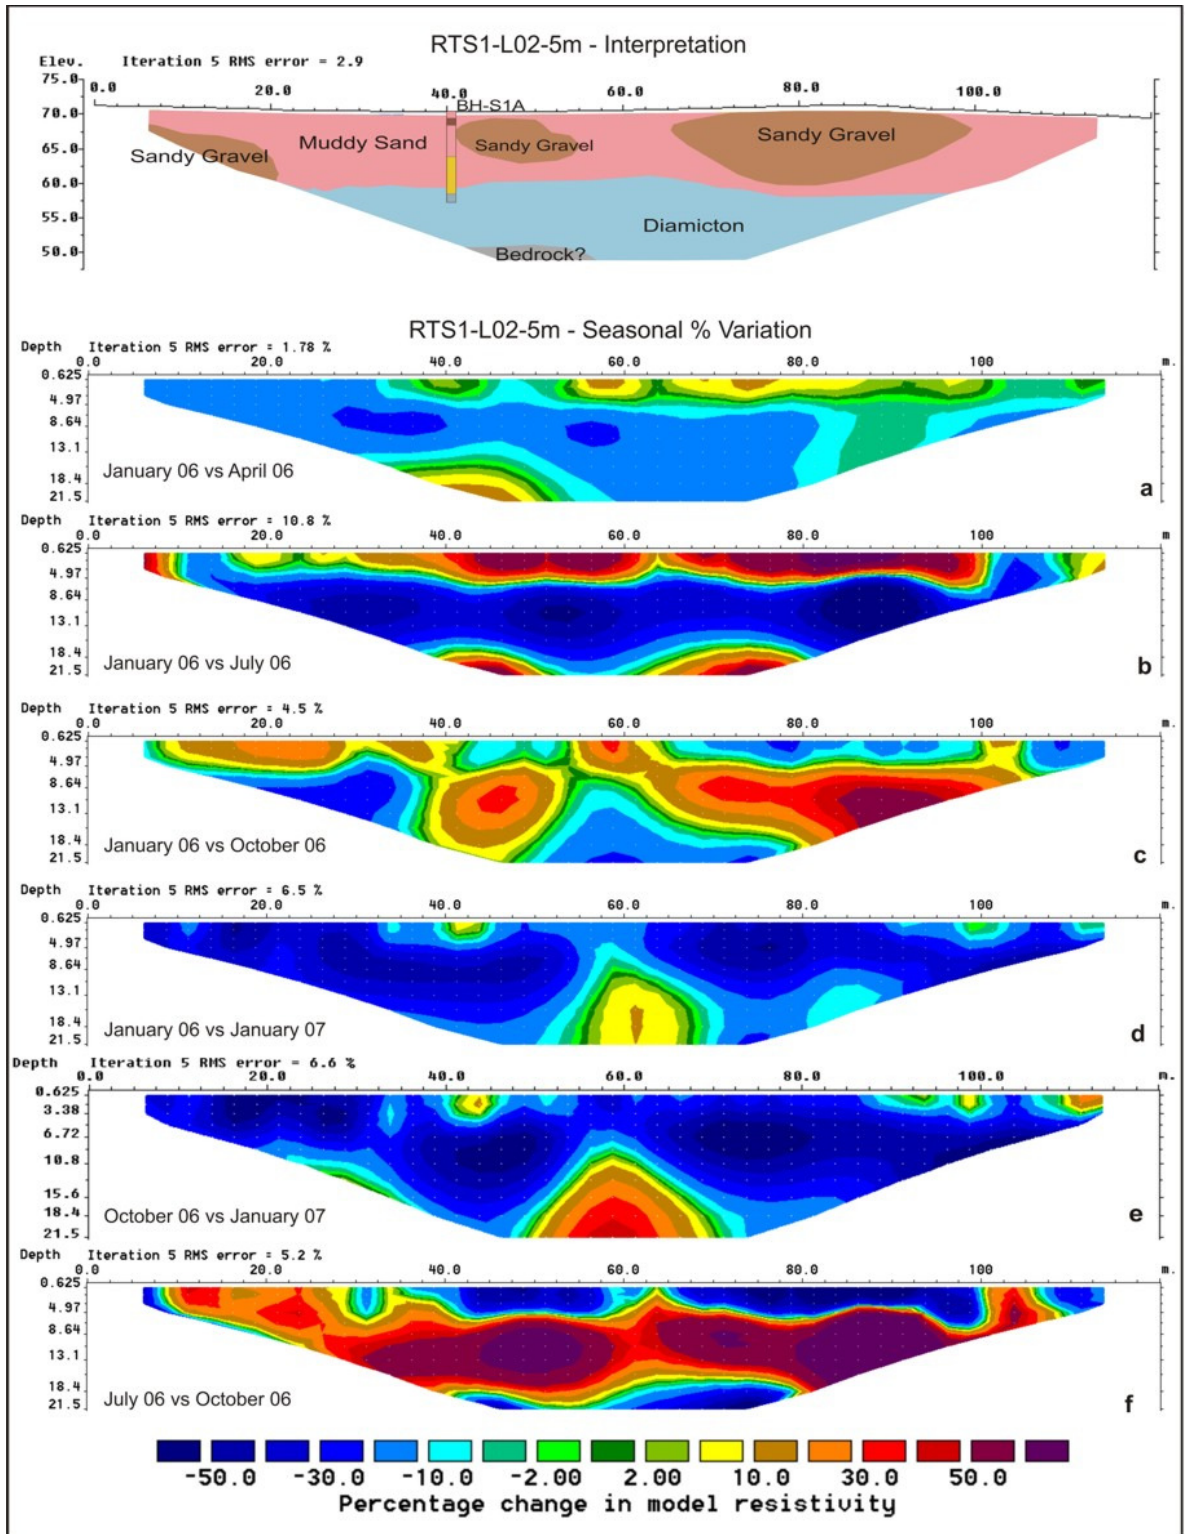 RTS1-L02-5m - Interpretation
Elev. Iteration 5 RMS error = 2.9
75.0
0.0 20.0 40.0 60.0 80.0 100.0
BH-S1A
70.0
65.0
60.0
55.0
50.0
Sandy Gravel
Muddy Sand
Sandy Gravel
Sandy Gravel
Diamicton
Bedrock?
RTS1-L02-5m - Seasonal % Variation
Depth Iteration 5 RMS error = 1.78 %
0.0 20.0 40.0 60.0 80.0 100 m.
0.625
4.97
8.64
13.1
18.4
21.5
January 06 vs April 06
a
Depth Iteration 5 RMS error = 10.8 %
0.0 20.0 40.0 60.0 80.0 100 m.
0.625
4.97
8.64
13.1
18.4
21.5
January 06 vs July 06
b
Depth Iteration 5 RMS error = 4.5 %
0.0 20.0 40.0 60.0 80.0 100 m.
0.625
4.97
8.64
13.1
18.4
21.5
January 06 vs October 06
c
Depth Iteration 5 RMS error = 6.5 %
0.0 20.0 40.0 60.0 80.0 100 m.
0.625
4.97
8.64
13.1
18.4
21.5
January 06 vs January 07
d
Depth Iteration 5 RMS error = 6.6 %
0.0 20.0 40.0 60.0 80.0 100.0 m.
0.625
3.38
6.72
10.8
15.6
18.4
21.5
October 06 vs January 07
e
Depth Iteration 5 RMS error = 5.2 %
0.0 20.0 40.0 60.0 80.0 100 m.
0.625
4.97
8.64
13.1
18.4
21.5
July 06 vs October 06
f
-50.0 -30.0 -10.0 -2.00 2.00 10.0 30.0 50.0
Percentage change in model resistivity